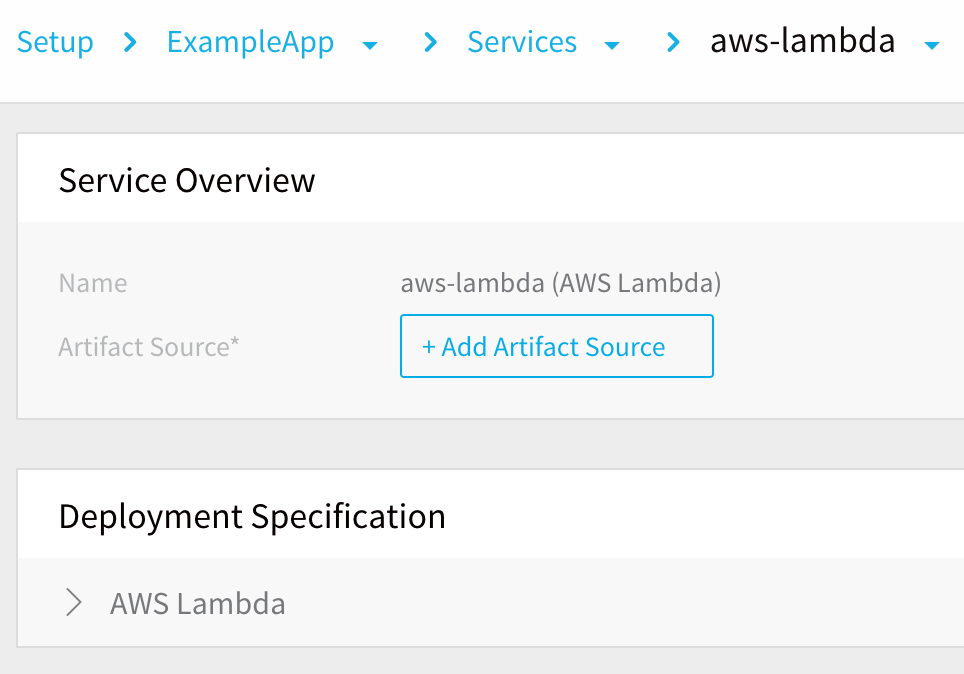 Setup > ExampleApp > Services > aws-lambda
Service Overview
Name aws-lambda (AWS Lambda)
Artifact Source* + Add Artifact Source
Deployment Specification
AWS Lambda